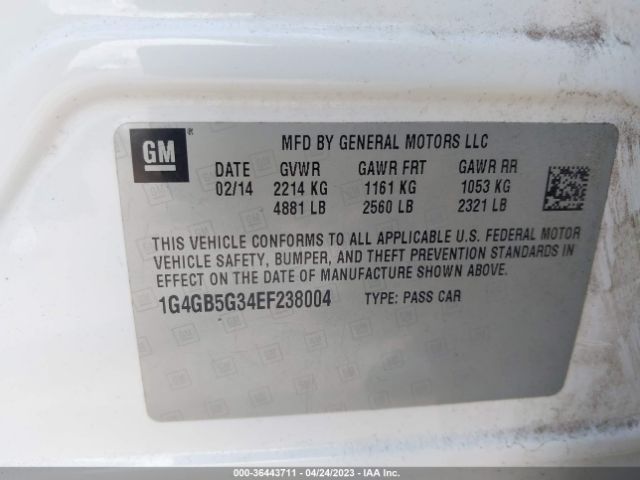 GM
MFD BY GENERAL MOTORS LLC
DATE GVWR GAWR FRT GAWR RR
02/14 2214 KG 1161 KG 1053 KG
4881 LB 2560 LB 2321 LB
THIS VEHICLE CONFORMS TO ALL APPLICABLE U.S. FEDERAL MOTOR
VEHICLE SAFETY, BUMPER, AND THEFT PREVENTION STANDARDS IN
EFFECT ON THE DATE OF MANUFACTURE SHOWN ABOVE.
1G4GB5G34EF238004 TYPE: PASS CAR
000-36443711 - 04/24/2023 - IAA Inc.